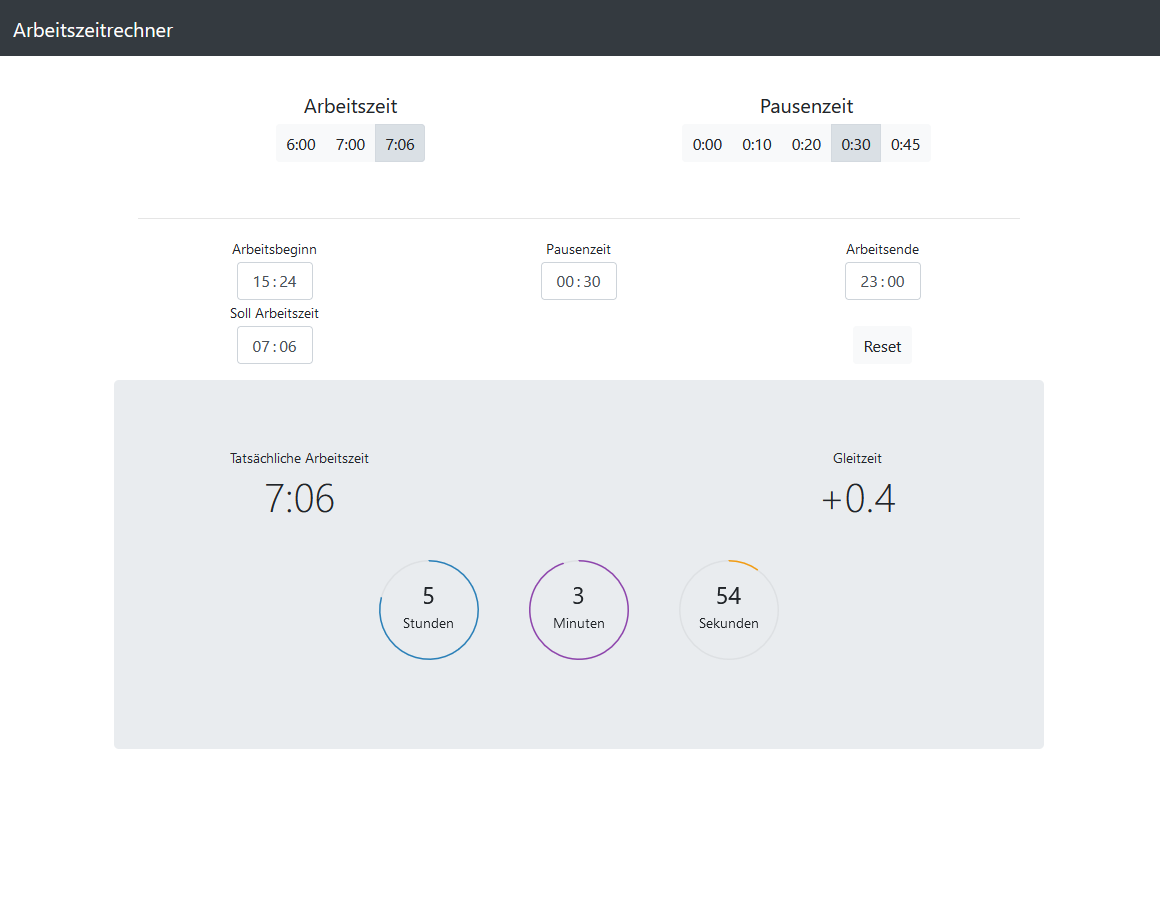 Arbeitszeitrechner
Arbeitszeit Pausenzeit
6:00 7:00 7:06 0:00 0:10 0:20 0:30 0:45
Arbeitsbeginn Pausenzeit Arbeitsende
15:24 00:30 23:00
Soll Arbeitszeit
07:06 Reset
Tatsächliche Arbeitszeit Gleitzeit
7:06 +0.4
5 3 54
Stunden Minuten Sekunden